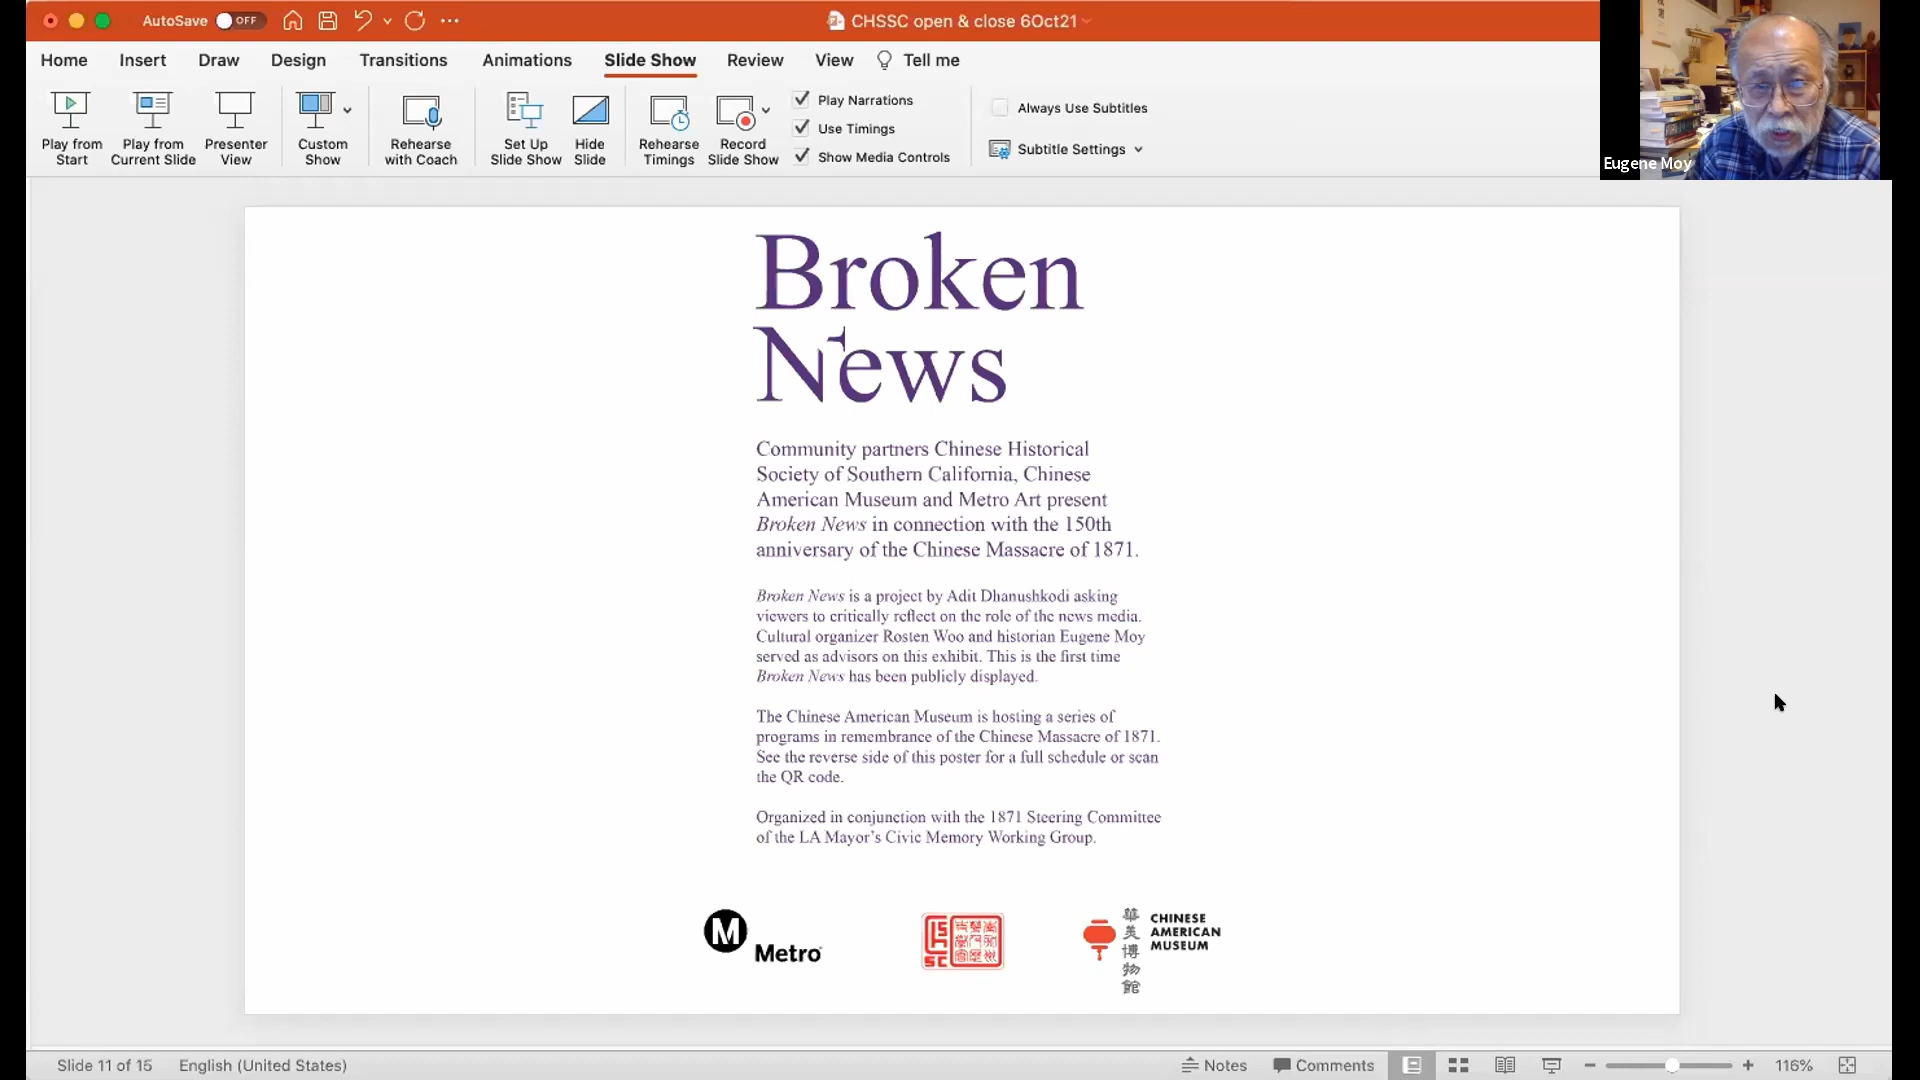 AutoSave OFF
CHSSC open & close 6Oct21
Home Insert Draw Design Transitions Animations Slide Show Review View Tell me
Play from Start
Play from Current Slide
Presenter View
Custom Show
Rehearse with Coach
Set Up Slide Show
Hide Slide
Rehearse Timings
Record Slide Show
Play Narrations
Use Timings
Show Media Controls
Always Use Subtitles
Subtitle Settings
Eugene Moy
Broken
News
Community partners Chinese Historical
Society of Southern California, Chinese
American Museum and Metro Art present
Broken News in connection with the 150th
anniversary of the Chinese Massacre of 1871.
Broken News is a project by Adit Dhanushkodi asking
viewers to critically reflect on the role of the news media.
Cultural organizer Rosten Woo and historian Eugene Moy
served as advisors on this exhibit. This is the first time
Broken News has been publicly displayed.
The Chinese American Museum is hosting a series of
programs in remembrance of the Chinese Massacre of 1871.
See the reverse side of this poster for a full schedule or scan
the QR code.
Organized in conjunction with the 1871 Steering Committee
of the LA Mayor's Civic Memory Working Group.
M Metro
華美博物館
CHINESE
AMERICAN
MUSEUM
Slide 11 of 15 English (United States) Notes Comments 116%